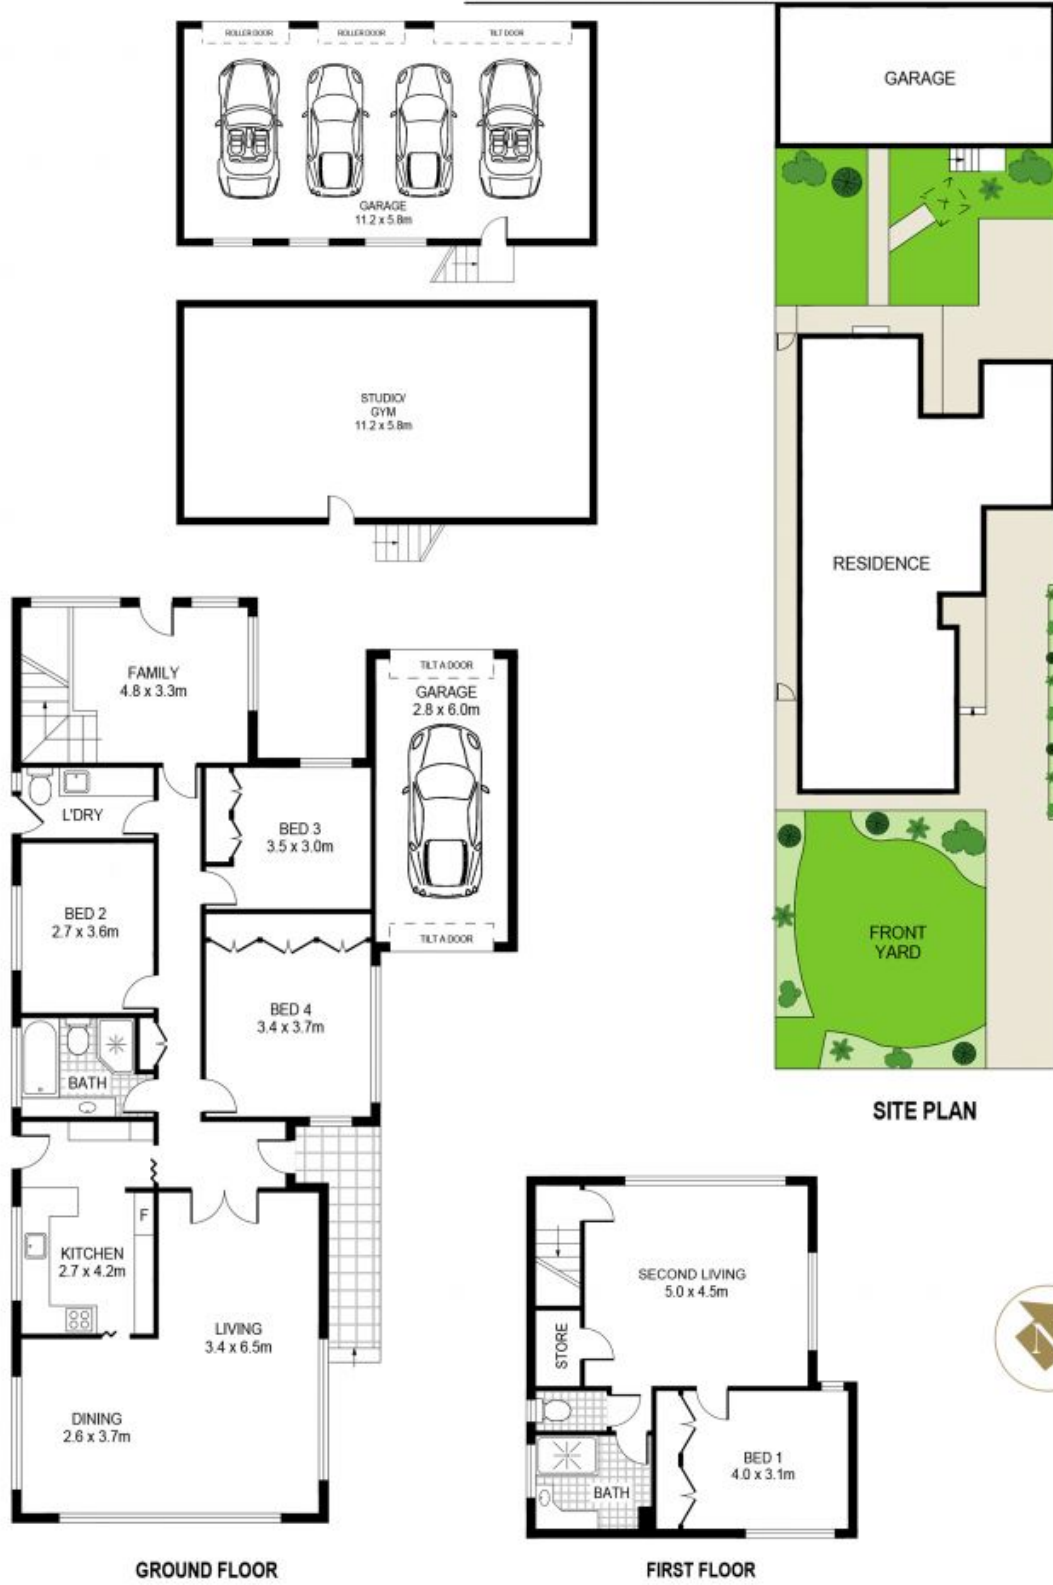 ROLLER DOOR
ROLLER DOOR
TILT DOOR
GARAGE
11.2 x 5.8m
STUDIO/
GYM
11.2 x 5.8m
GARAGE
RESIDENCE
FRONT
YARD
SITE PLAN
FAMILY
4.8 x 3.3m
TILT A DOOR
GARAGE
2.8 x 6.0m
TILT A DOOR
L'DRY
BED 3
3.5 x 3.0m
BED 2
2.7 x 3.6m
BED 4
3.4 x 3.7m
BATH
F
KITCHEN
2.7 x 4.2m
LIVING
3.4 x 6.5m
DINING
2.6 x 3.7m
GROUND FLOOR
SECOND LIVING
5.0 x 4.5m
STORE
BED 1
4.0 x 3.1m
BATH
FIRST FLOOR
N